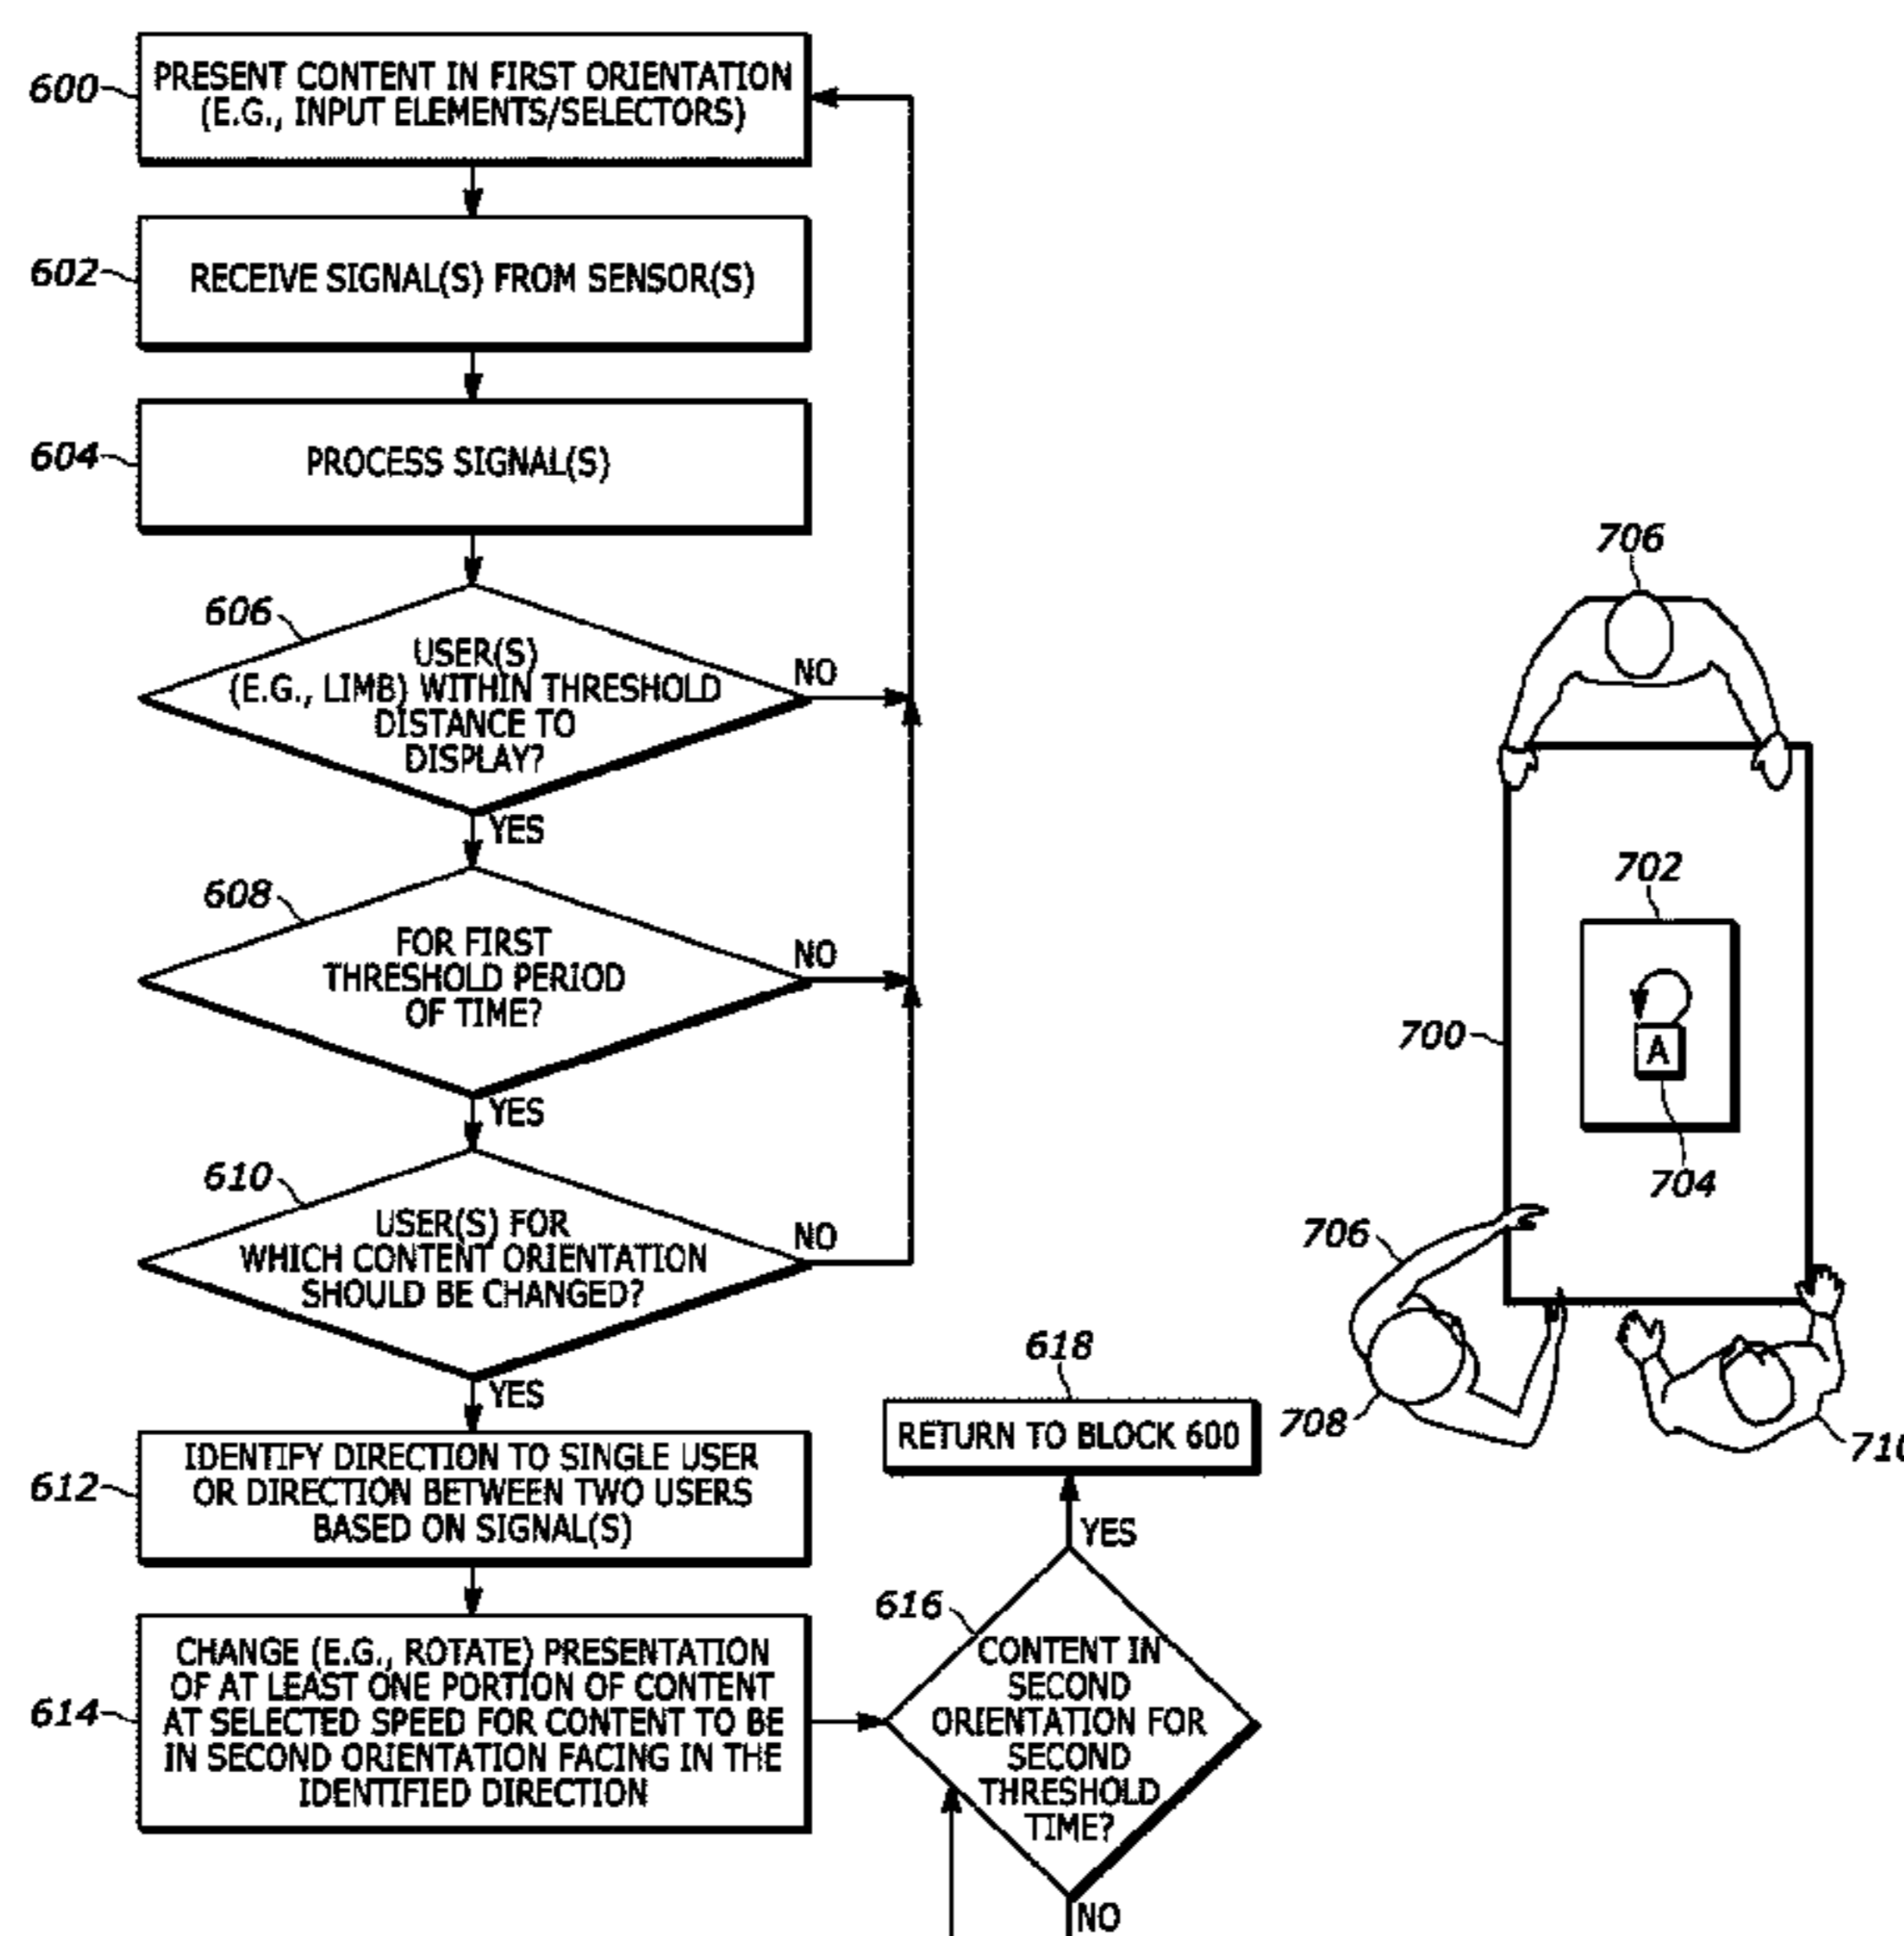 600
PRESENT CONTENT IN FIRST ORIENTATION
(E.G., INPUT ELEMENTS/SELECTORS)
602
RECEIVE SIGNAL(S) FROM SENSOR(S)
604
PROCESS SIGNAL(S)
606
USER(S)
(E.G., LIMB) WITHIN THRESHOLD
DISTANCE TO
DISPLAY?
NO
YES
608
FOR FIRST
THRESHOLD PERIOD
OF TIME?
NO
YES
610
USER(S) FOR
WHICH CONTENT ORIENTATION
SHOULD BE CHANGED?
NO
YES
612
IDENTIFY DIRECTION TO SINGLE USER
OR DIRECTION BETWEEN TWO USERS
BASED ON SIGNAL(S)
614
CHANGE (E.G., ROTATE) PRESENTATION
OF AT LEAST ONE PORTION OF CONTENT
AT SELECTED SPEED FOR CONTENT TO BE
IN SECOND ORIENTATION FACING IN THE
IDENTIFIED DIRECTION
618
RETURN TO BLOCK 600
YES
616
CONTENT IN
SECOND
ORIENTATION FOR
SECOND
THRESHOLD
TIME?
NO
706
702
700
A
704
706
708
710